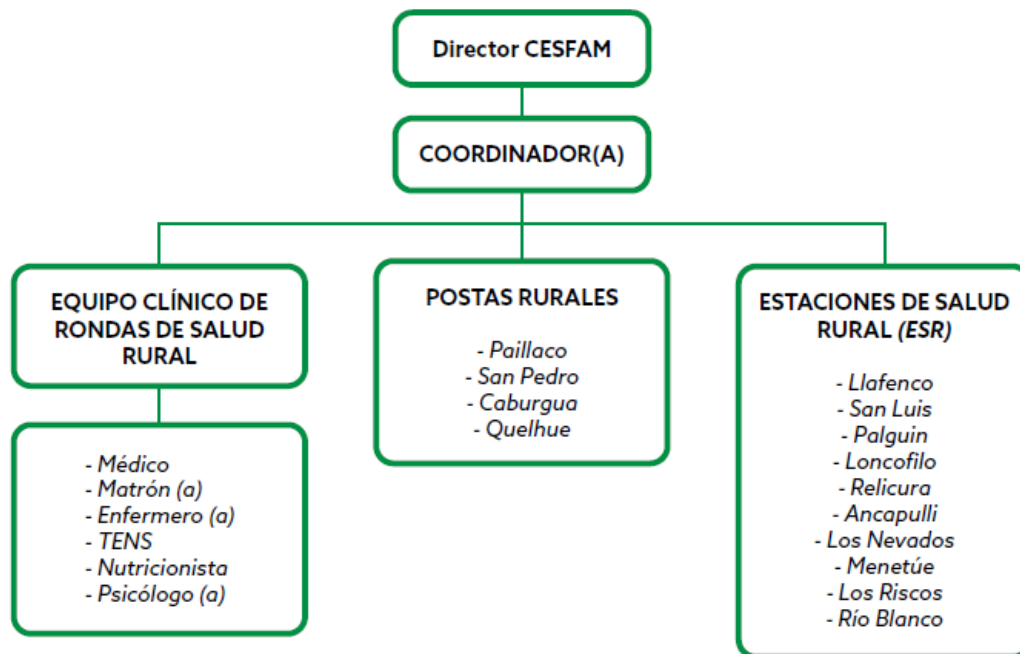 Director CESFAM
COORDINADOR(A)
EQUIPO CLÍNICO DE
RONDAS DE SALUD
RURAL
- Médico
- Matrón (a)
- Enfermero (a)
- TENS
- Nutricionista
- Psicólogo (a)
POSTAS RURALES
- Paillaco
- San Pedro
- Caburgua
- Quelhue
ESTACIONES DE SALUD
RURAL (ESR)
- Llafenco
- San Luis
- Palguin
- Loncofilo
- Relicura
- Ancapulli
- Los Nevados
- Menetúe
- Los Riscos
- Río Blanco